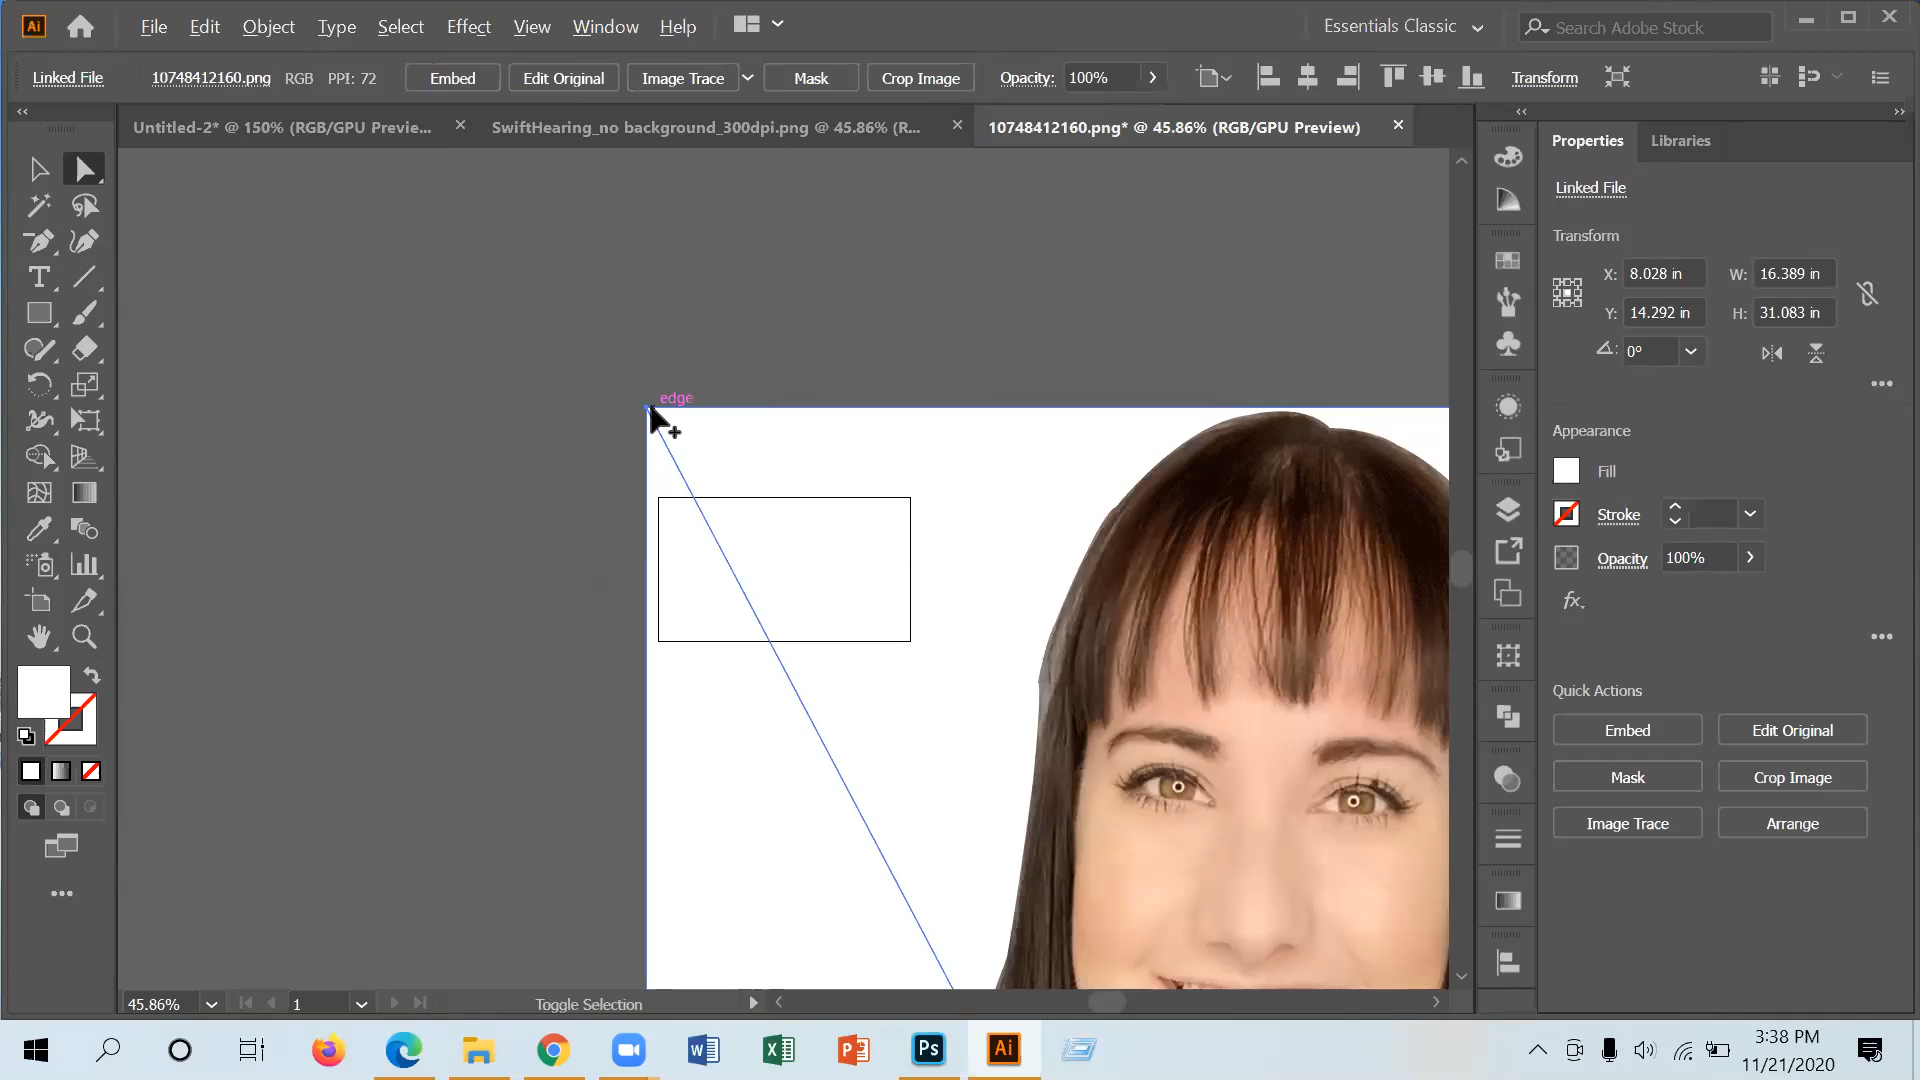 Ai File Edit Object Type Select Effect View Window Help Essentials Classic Search Adobe Stock
Linked File 10748412160.png RGB PPI: 72 Embed Edit Original Image Trace Mask Crop Image Opacity: 100% Transform
Untitled-2* @ 150% (RGB/GPU Previe... SwiftHearing_no background_300dpi.png @ 45.86% (R... 10748412160.png* @ 45.86% (RGB/GPU Preview)
Properties Libraries
Linked File
Transform
X: 8.028 in W: 16.389 in
Y: 14.292 in H: 31.083 in
0°
edge
Appearance
Fill
Stroke
Opacity 100%
fx.
Quick Actions
Embed Edit Original
Mask Crop Image
Image Trace Arrange
45.86% 1 Toggle Selection
Ps Ai
3:38 PM
11/21/2020